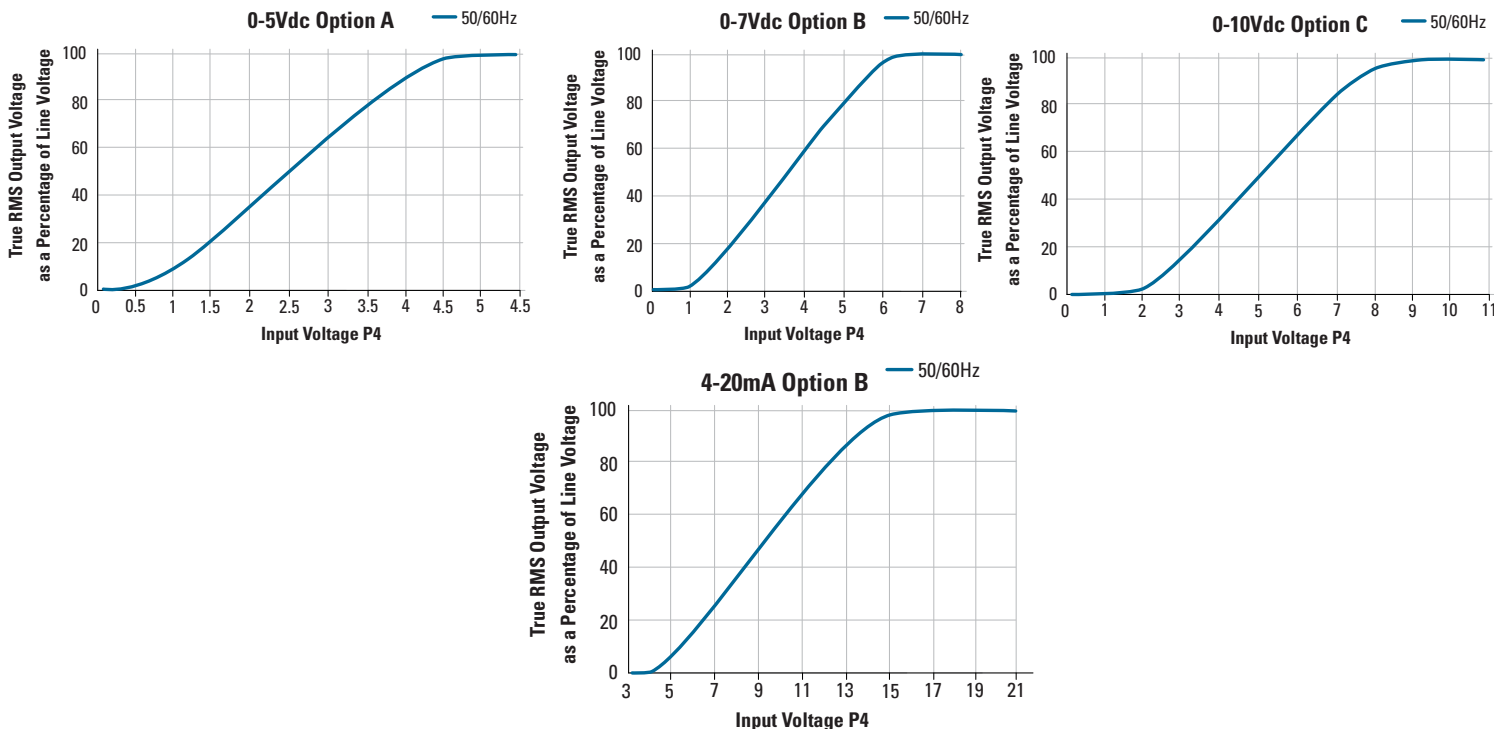 0-5Vdc Option A
50/60Hz
True RMS Output Voltage
as a Percentage of Line Voltage
100
80
60
40
20
0
0 0.5 1 1.5 2 2.5 3 3.5 4 4.5 5 4.5
Input Voltage P4
0-7Vdc Option B
50/60Hz
True RMS Output Voltage
as a Percentage of Line Voltage
100
80
60
40
20
0
0 1 2 3 4 5 6 7 8
Input Voltage P4
0-10Vdc Option C
50/60Hz
True RMS Output Voltage
as a Percentage of Line Voltage
100
80
60
40
20
0
0 1 2 3 4 5 6 7 8 9 10 11
Input Voltage P4
4-20mA Option B
50/60Hz
True RMS Output Voltage
as a Percentage of Line Voltage
100
80
60
40
20
0
3 5 7 9 11 13 15 17 19 21
Input Voltage P4